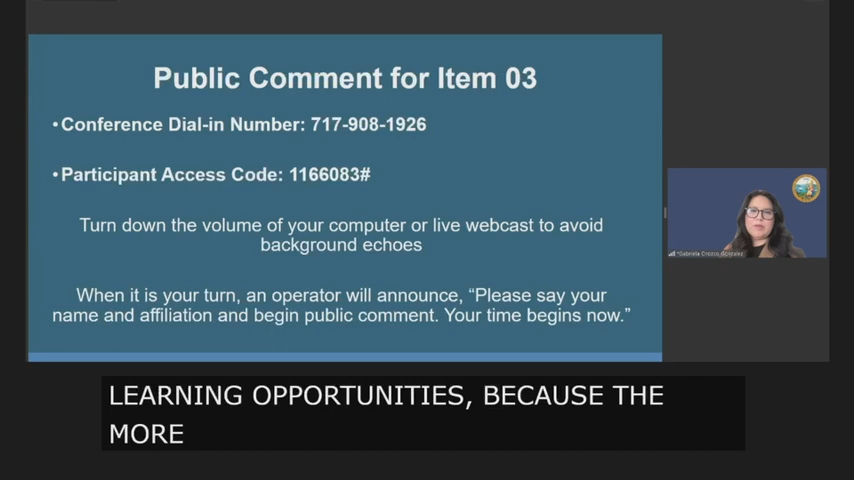 Public Comment for Item 03
•Conference Dial-in Number: 717-908-1926
•Participant Access Code: 1166083#
Turn down the volume of your computer or live webcast to avoid
background echoes
When it is your turn, an operator will announce, “Please say your
name and affiliation and begin public comment. Your time begins now.”
*Gabriela Orozco Gonzalez
LEARNING OPPORTUNITIES, BECAUSE THE
MORE